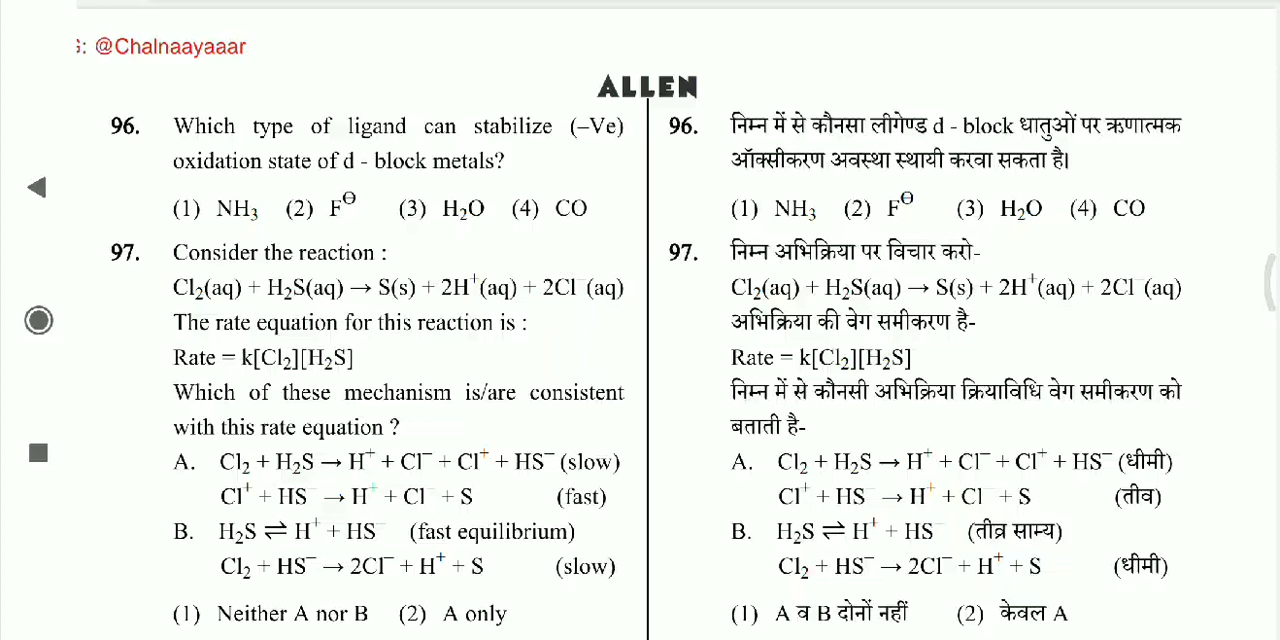 G: @Chalnaayaaar
ALLEN
96. Which type of ligand can stabilize (–Ve)
oxidation state of d - block metals?
(1) NH₃ (2) F⊖ (3) H₂O (4) CO
97. Consider the reaction :
Cl₂(aq) + H₂S(aq) → S(s) + 2H⁺(aq) + 2Cl⁻(aq)
The rate equation for this reaction is :
Rate = k[Cl₂][H₂S]
Which of these mechanism is/are consistent
with this rate equation ?
A. Cl₂ + H₂S → H⁺ + Cl⁻ + Cl⁺ + HS⁻ (slow)
Cl⁺ + HS⁻ → H⁺ + Cl⁻ + S (fast)
B. H₂S ⇌ H⁺ + HS⁻ (fast equilibrium)
Cl₂ + HS⁻ → 2Cl⁻ + H⁺ + S (slow)
(1) Neither A nor B (2) A only
96. निम्न में से कौनसा लीगेण्ड d - block धातुओं पर ऋणात्मक
ऑक्सीकरण अवस्था स्थायी करवा सकता है।
(1) NH₃ (2) F⊖ (3) H₂O (4) CO
97. निम्न अभिक्रिया पर विचार करो-
Cl₂(aq) + H₂S(aq) → S(s) + 2H⁺(aq) + 2Cl⁻(aq)
अभिक्रिया की वेग समीकरण है-
Rate = k[Cl₂][H₂S]
निम्न में से कौनसी अभिक्रिया क्रियाविधि वेग समीकरण को
बताती है-
A. Cl₂ + H₂S → H⁺ + Cl⁻ + Cl⁺ + HS⁻ (धीमी)
Cl⁺ + HS⁻ → H⁺ + Cl⁻ + S (तीव्र)
B. H₂S ⇌ H⁺ + HS⁻ (तीव्र साम्य)
Cl₂ + HS⁻ → 2Cl⁻ + H⁺ + S (धीमी)
(1) A व B दोनों नहीं (2) केवल A